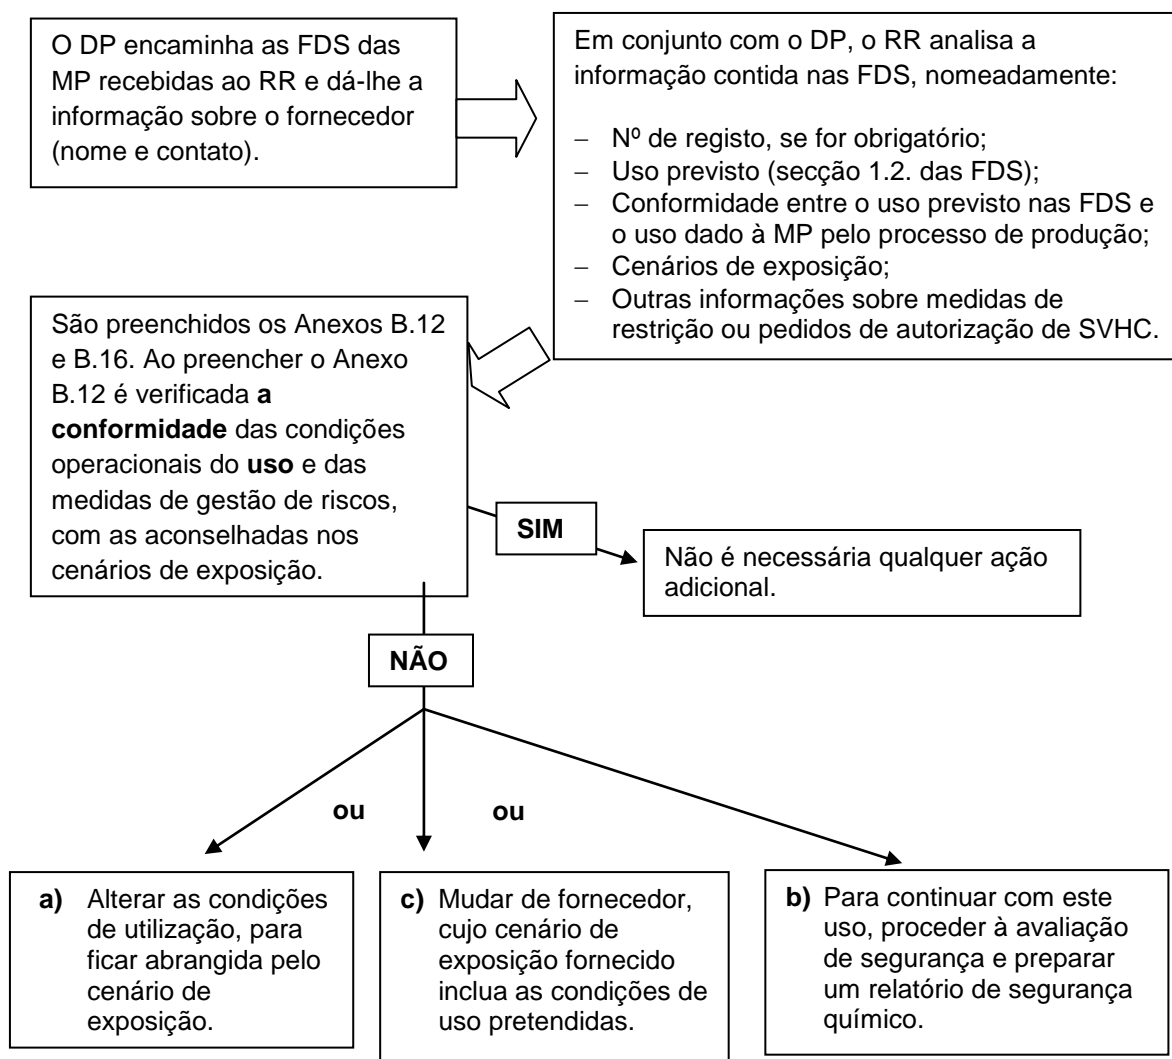 O DP encaminha as FDS das
MP recebidas ao RR e dá-lhe a
informação sobre o fornecedor
(nome e contato).
Em conjunto com o DP, o RR analisa a
informação contida nas FDS, nomeadamente:
− Nº de registo, se for obrigatório;
− Uso previsto (secção 1.2. das FDS);
− Conformidade entre o uso previsto nas FDS e
o uso dado à MP pelo processo de produção;
− Cenários de exposição;
− Outras informações sobre medidas de
restrição ou pedidos de autorização de SVHC.
São preenchidos os Anexos B.12
e B.16. Ao preencher o Anexo
B.12 é verificada a
conformidade das condições
operacionais do uso e das
medidas de gestão de riscos,
com as aconselhadas nos
cenários de exposição.
SIM
Não é necessária qualquer ação
adicional.
NÃO
ou
ou
a) Alterar as condições
de utilização, para
ficar abrangida pelo
cenário de
exposição.
c) Mudar de fornecedor,
cujo cenário de
exposição fornecido
inclua as condições de
uso pretendidas.
b) Para continuar com este
uso, proceder à avaliação
de segurança e preparar
um relatório de segurança
químico.